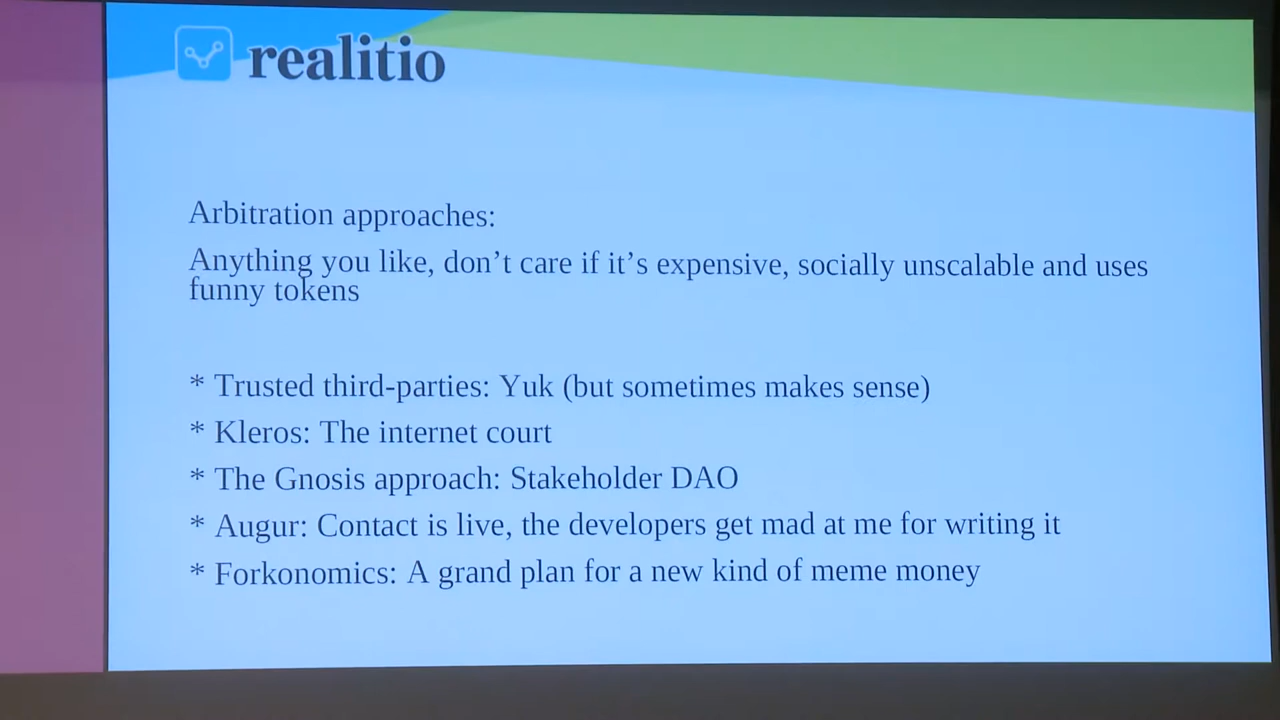 realitio
Arbitration approaches:
Anything you like, don’t care if it’s expensive, socially unscalable and uses
funny tokens
* Trusted third-parties: Yuk (but sometimes makes sense)
* Kleros: The internet court
* The Gnosis approach: Stakeholder DAO
* Augur: Contact is live, the developers get mad at me for writing it
* Forkonomics: A grand plan for a new kind of meme money